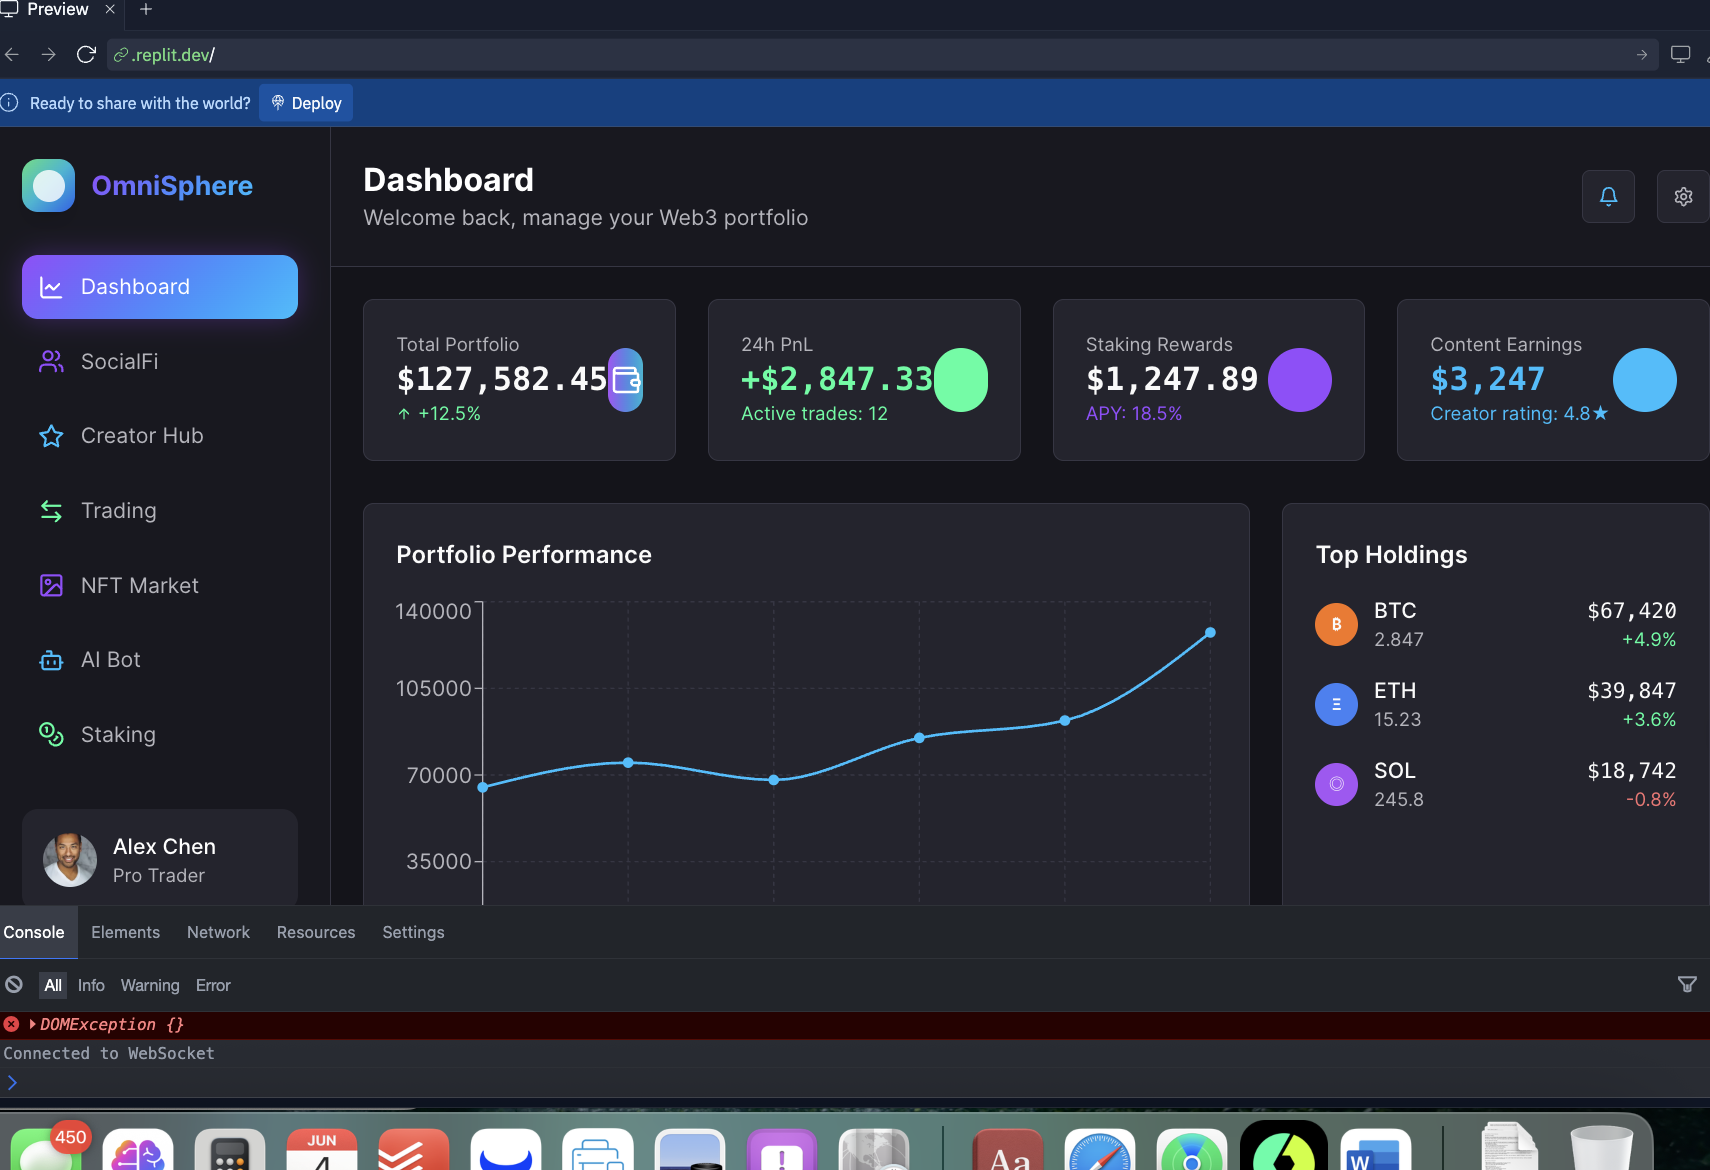 Preview
.replit.dev/
Ready to share with the world?
Deploy
OmniSphere
Dashboard
SocialFi
Creator Hub
Trading
NFT Market
AI Bot
Staking
Alex Chen
Pro Trader
Dashboard
Welcome back, manage your Web3 portfolio
Total Portfolio
$127,582.45
↑ +12.5%
24h PnL
+$2,847.33
Active trades: 12
Staking Rewards
$1,247.89
APY: 18.5%
Content Earnings
$3,247
Creator rating: 4.8★
Portfolio Performance
140000
105000
70000
35000
Top Holdings
BTC $67,420
2.847 +4.9%
ETH $39,847
15.23 +3.6%
SOL $18,742
245.8 -0.8%
Console Elements Network Resources Settings
All Info Warning Error
DOMException {}
Connected to WebSocket
450
JUN
4
Aa
W